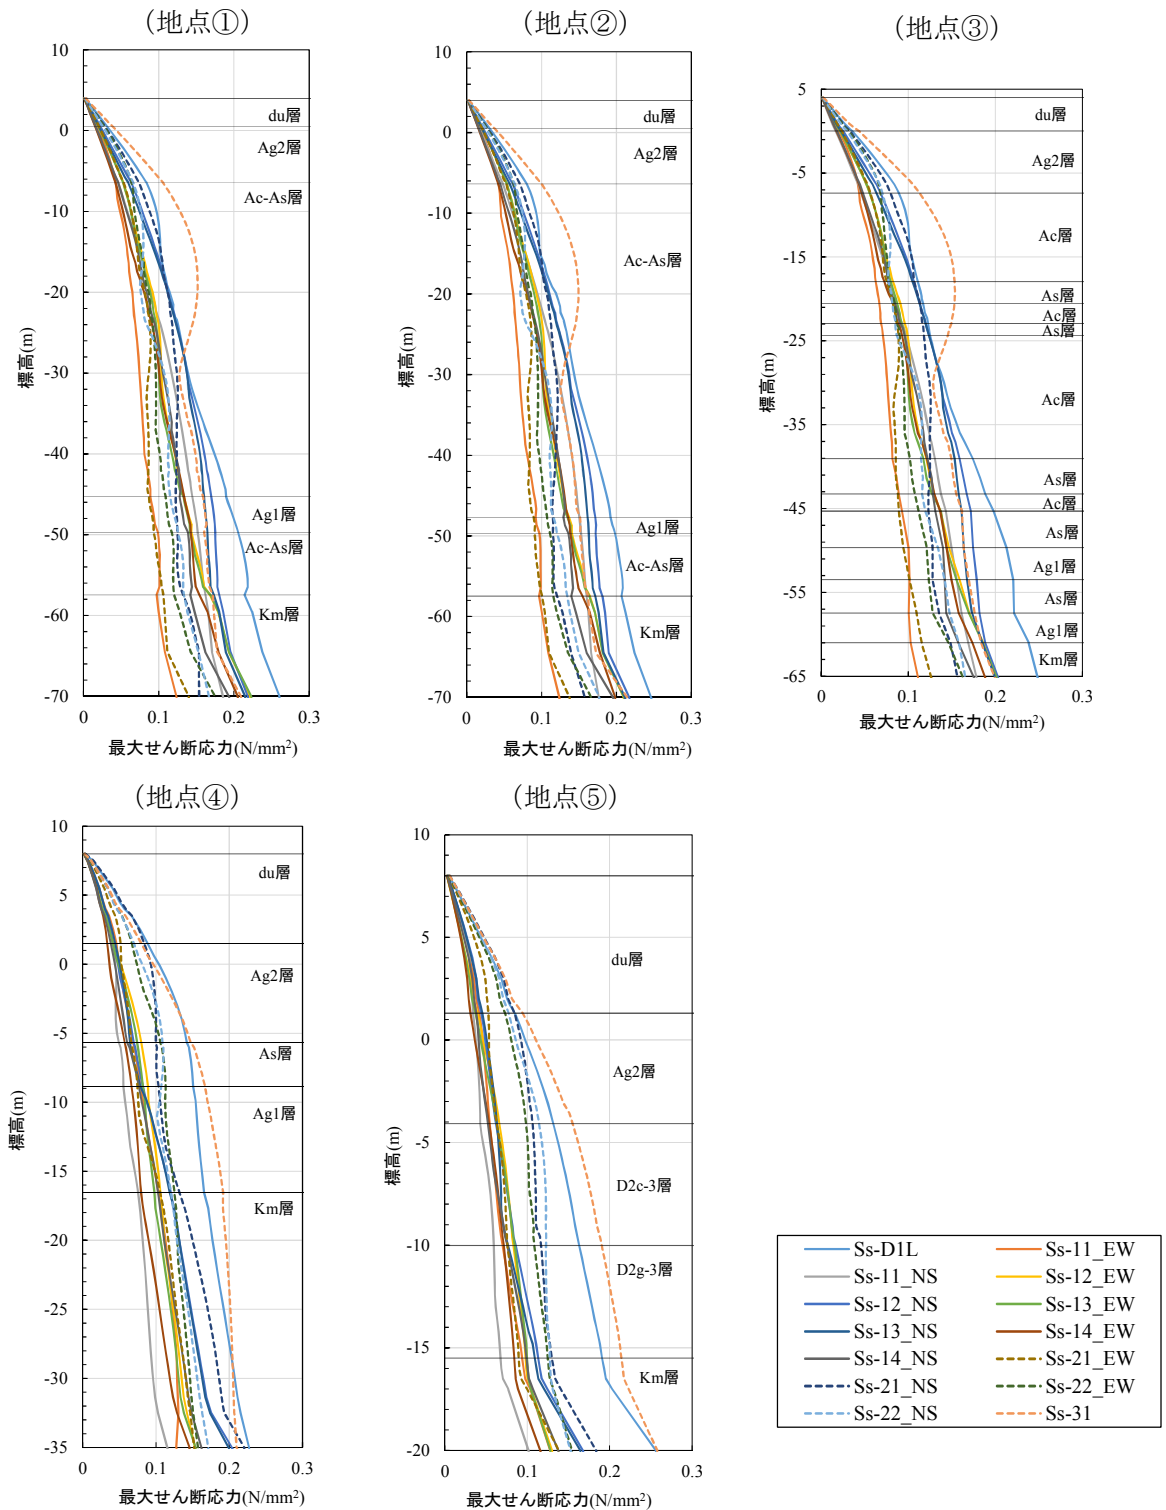 (地点①)
10
0
-10
-20
-30
-40
-50
-60
-70
標高(m)
du層
Ag2層
Ac-As層
Ag1層
Ac-As層
Km層
0
0.1
0.2
0.3
最大せん断応力(N/mm²)
(地点②)
10
0
-10
-20
-30
-40
-50
-60
-70
標高(m)
du層
Ag2層
Ac-As層
Ag1層
Ac-As層
Km層
0
0.1
0.2
0.3
最大せん断応力(N/mm²)
(地点③)
5
-5
-15
-25
-35
-45
-55
-65
標高(m)
du層
Ag2層
Ac層
As層
Ac層
As層
Ac層
As層
Ac層
As層
Ag1層
As層
Ag1層
Km層
0
0.1
0.2
0.3
最大せん断応力(N/mm²)
(地点④)
10
5
0
-5
-10
-15
-20
-25
-30
-35
標高(m)
du層
Ag2層
As層
Ag1層
Km層
0
0.1
0.2
0.3
最大せん断応力(N/mm²)
(地点⑤)
10
5
0
-5
-10
-15
-20
標高(m)
du層
Ag2層
D2c-3層
D2g-3層
Km層
0
0.1
0.2
0.3
最大せん断応力(N/mm²)
Ss-D1L
Ss-11_EW
Ss-11_NS
Ss-12_EW
Ss-12_NS
Ss-13_EW
Ss-13_NS
Ss-14_EW
Ss-14_NS
Ss-21_EW
Ss-21_NS
Ss-22_EW
Ss-22_NS
Ss-31